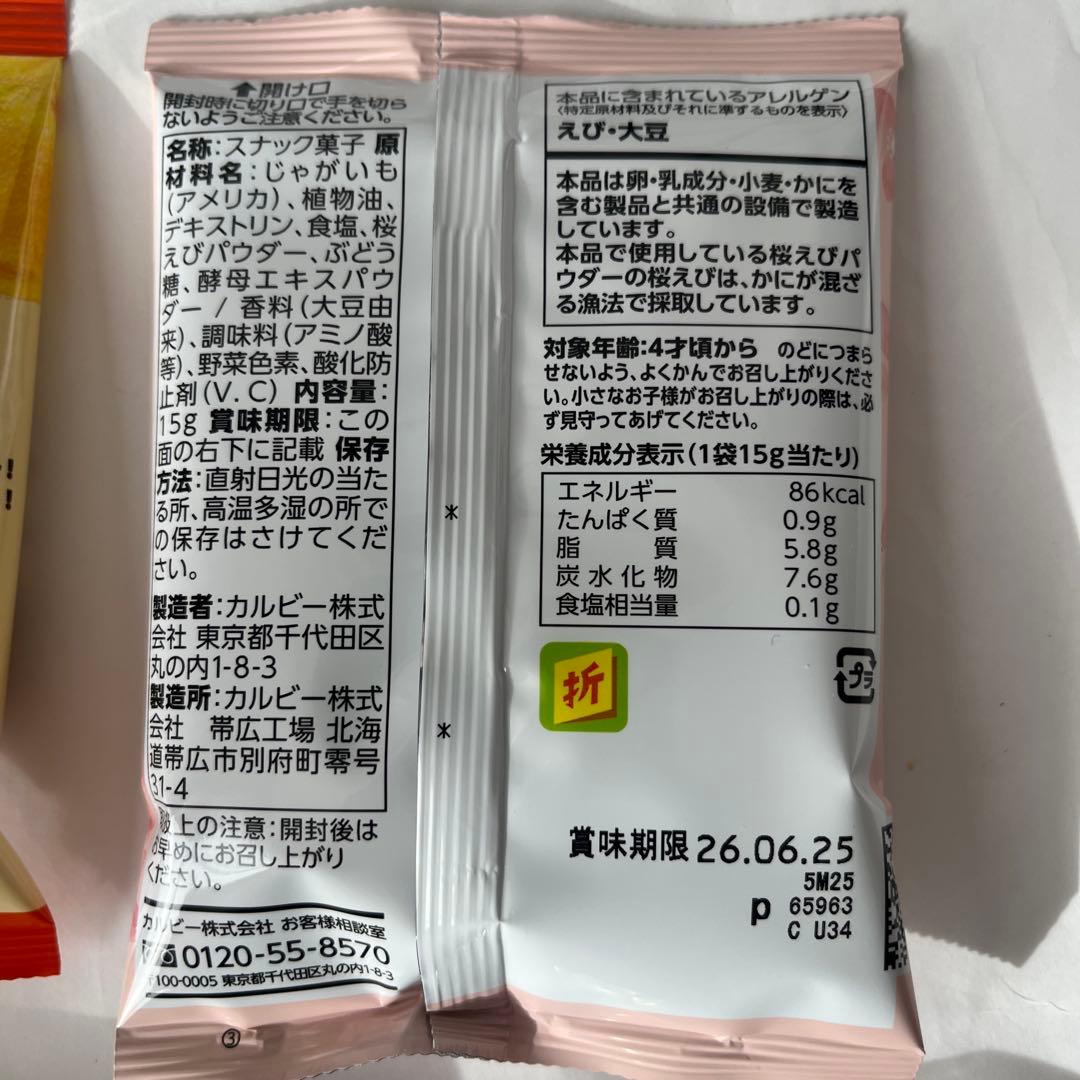 開け口
開封時に切り口で手を切ら
ないようご注意ください。
名称:スナック菓子 原
材料名:じゃがいも
(アメリカ)、植物油、
デキストリン、食塩、桜
えびパウダー、ぶどう
糖、酵母エキスパウ
ダー / 香料(大豆由
来)、調味料(アミノ酸
等)、野菜色素、酸化防
止剤(V.C) 内容量:
15g 賞味期限:この
面の右下に記載 保存
方法:直射日光の当た
る所、高温多湿の所で
の保存はさけてくだ
さい。
製造者:カルビー株式
会社 東京都千代田区
丸の内1-8-3
製造所:カルビー株式
会社 帯広工場 北海
道帯広市別府町零号
31-4
扱上の注意:開封後は
お早めにお召し上がり
ください。
カルビー株式会社 お客様相談室
0120-55-8570
〒100-0005 東京都千代田区丸の内1-8-3
③
本品に含まれているアレルゲン
〈特定原材料及びそれに準ずるものを表示〉
えび・大豆
本品は卵・乳成分・小麦・かにを
含む製品と共通の設備で製造
しています。
本品で使用している桜えびパ
ウダーの桜えびは、かにが混ざ
る漁法で採取しています。
対象年齢:4才頃から のどにつまら
せないよう、よくかんでお召し上がりくださ
い。小さなお子様がお召し上がりの際は、必
ず見守ってあげてください。
栄養成分表示(1袋15g当たり)
エネルギー 86kcal
たんぱく質 0.9g
脂質 5.8g
炭水化物 7.6g
食塩相当量 0.1g
折
プラ
賞味期限 26.06.25
5M25
p 65963
C U34